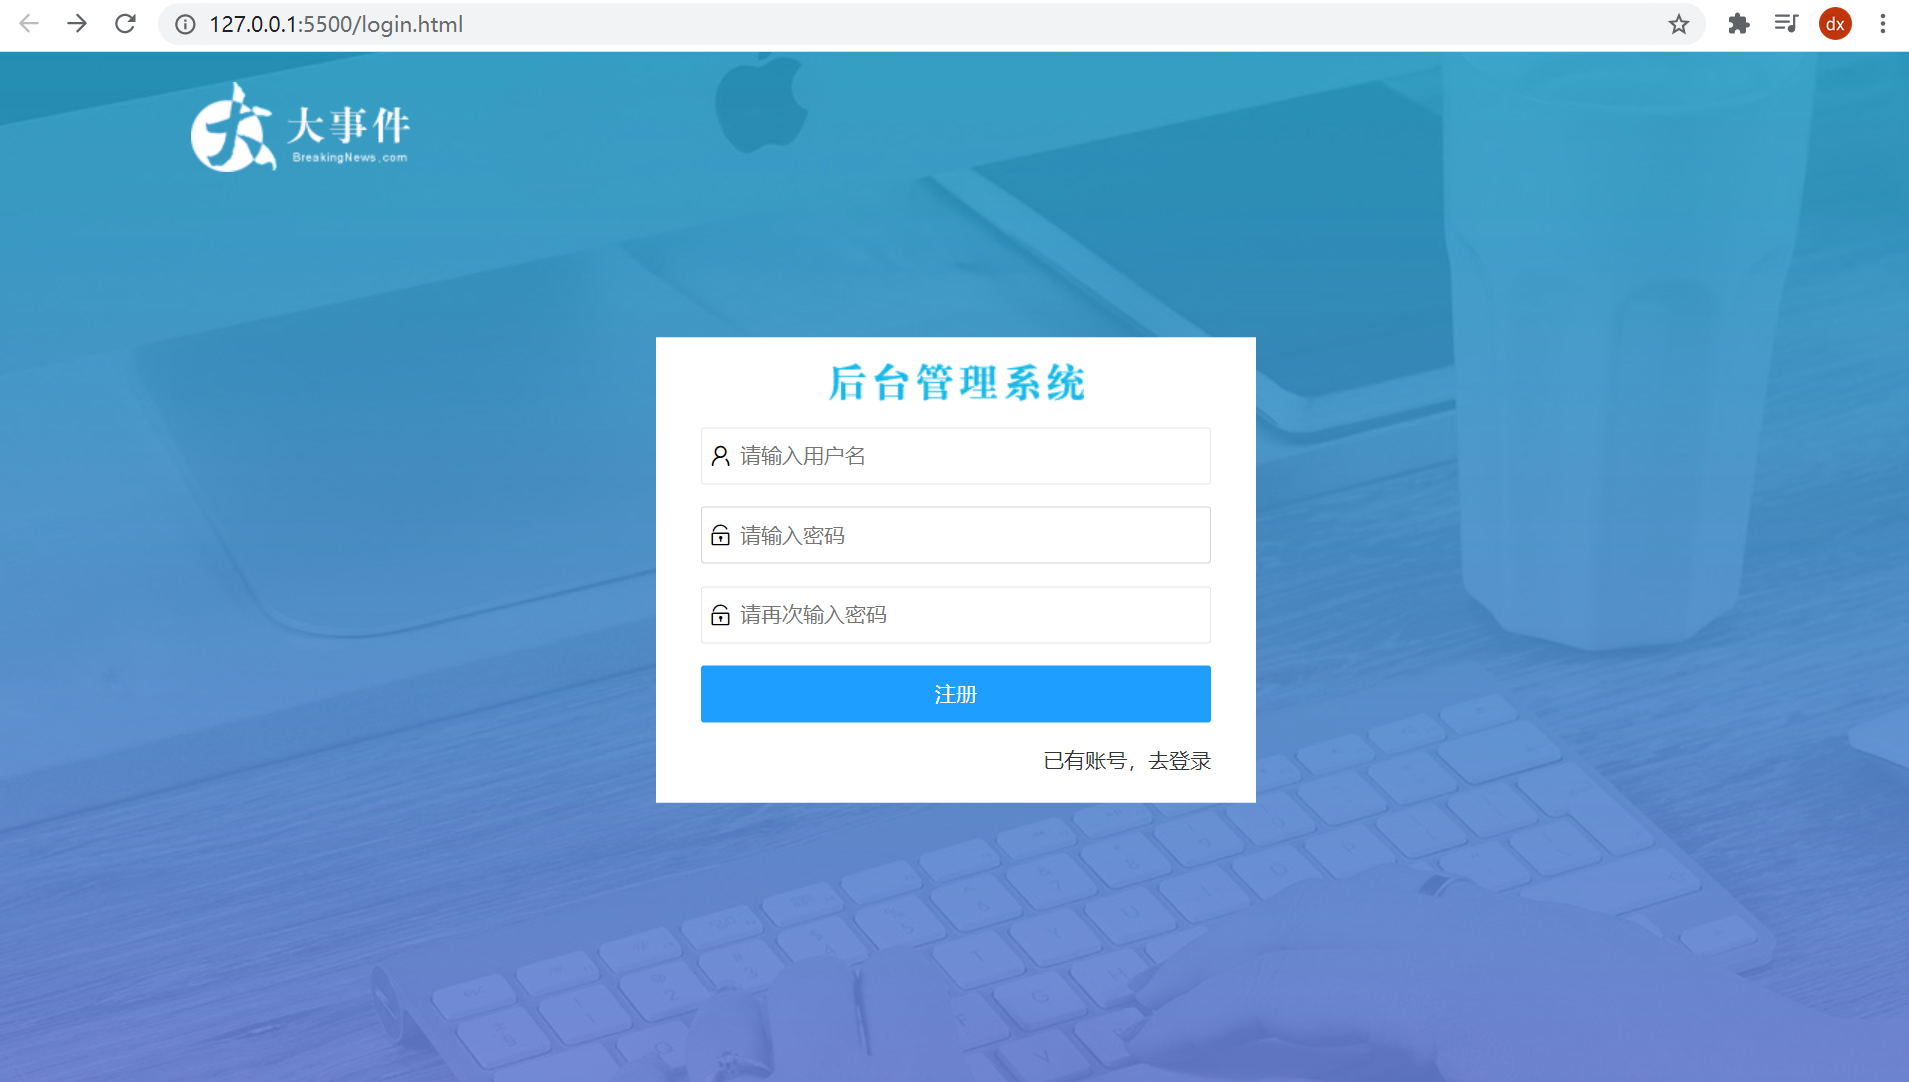 127.0.0.1:5500/login.html
dx
大事件
BreakingNews.com
后台管理系统
请输入用户名
请输入密码
请再次输入密码
注册
已有账号，去登录